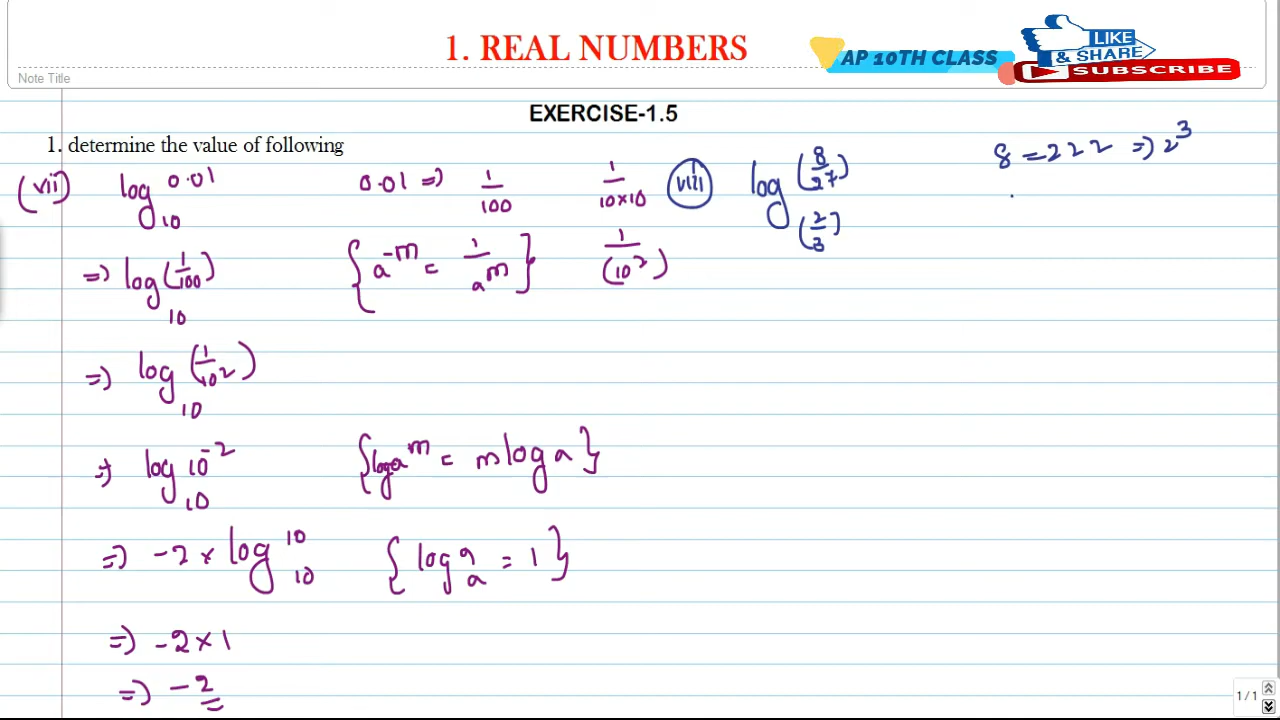 1. REAL NUMBERS
AP 10TH CLASS
LIKE
& SHARE
SUBSCRIBE
Note Title
EXERCISE-1.5
1. determine the value of following
(vii) log₁₀ 0.01
0.01 ⇒ 1/100
1/(10×10)
1/(10²)
⇒ log₁₀ (1/100)
{a⁻ᵐ = 1/aᵐ}
⇒ log₁₀ (1/10²)
⇒ log₁₀ 10⁻²
{log aᵐ = m log a}
⇒ -2 × log₁₀ 10
{logₐ a = 1}
⇒ -2 × 1
⇒ -2
viii log_(2/3) (8/27)
8 = 2 2 2 ⇒ 2³
1 / 1